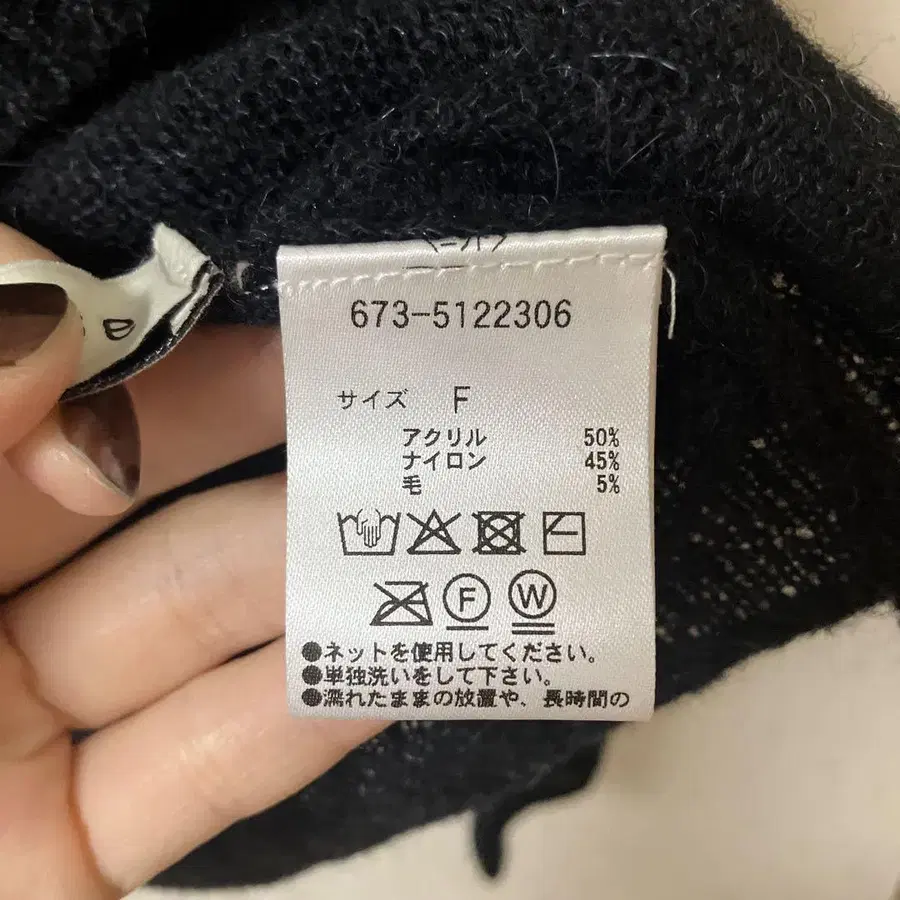 673-5122306
サイズ F
アクリル 50%
ナイロン 45%
毛 5%
F W
●ネットを使用してください。
●単独洗いをして下さい。
●濡れたままの放置や、長時間の